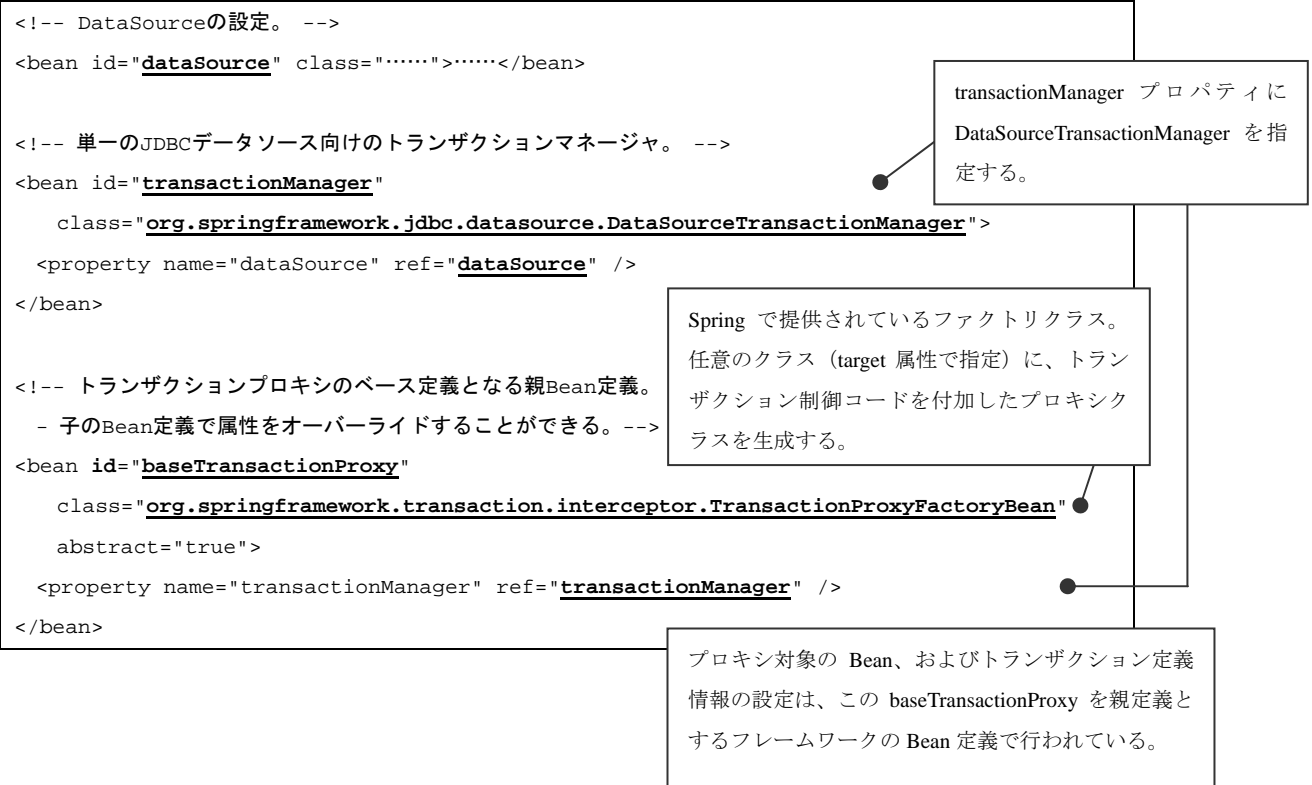 <!-- DataSourceの設定。 -->
<bean id="dataSource" class="……">……</bean>
transactionManager プロパティに
DataSourceTransactionManager を指
定する。
<!-- 単一のJDBCデータソース向けのトランザクションマネージャ。 -->
<bean id="transactionManager"
class="org.springframework.jdbc.datasource.DataSourceTransactionManager">
<property name="dataSource" ref="dataSource" />
</bean>
Spring で提供されているファクトリクラス。
任意のクラス（target 属性で指定）に、トラン
ザクション制御コードを付加したプロキシク
ラスを生成する。
<!-- トランザクションプロキシのベース定義となる親Bean定義。
- 子のBean定義で属性をオーバーライドすることができる。-->
<bean id="baseTransactionProxy"
class="org.springframework.transaction.interceptor.TransactionProxyFactoryBean"
abstract="true">
<property name="transactionManager" ref="transactionManager" />
</bean>
プロキシ対象の Bean、およびトランザクション定義
情報の設定は、この baseTransactionProxy を親定義と
するフレームワークの Bean 定義で行われている。